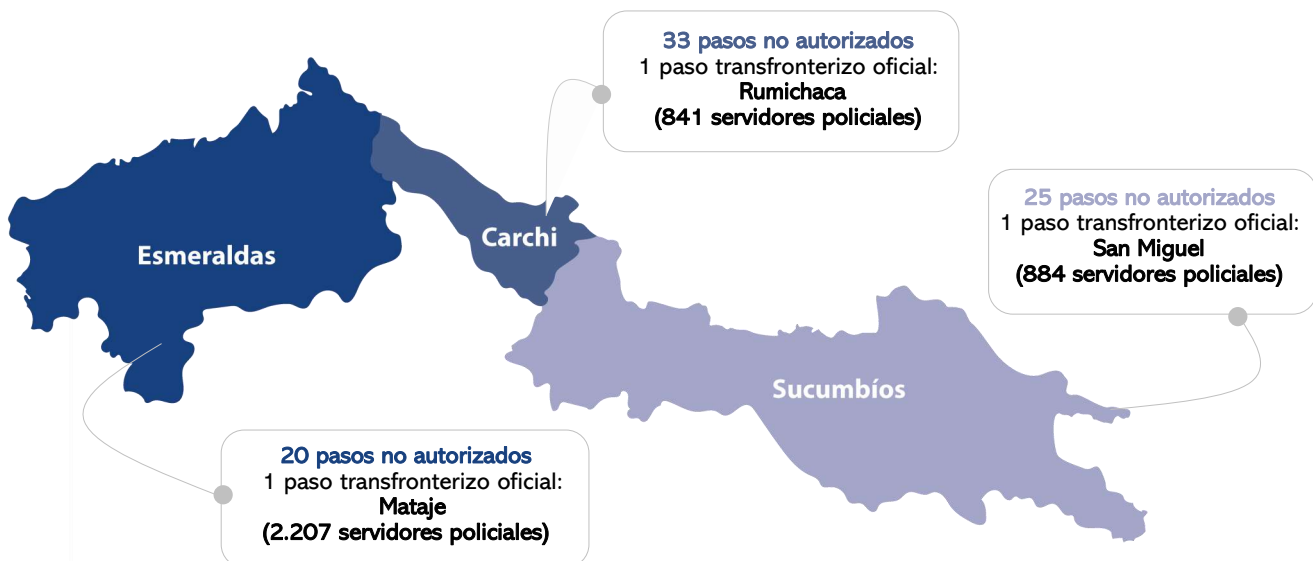 33 pasos no autorizados
1 paso transfronterizo oficial:
Rumichaca
(841 servidores policiales)
25 pasos no autorizados
1 paso transfronterizo oficial:
San Miguel
(884 servidores policiales)
Esmeraldas
Carchi
Sucumbíos
20 pasos no autorizados
1 paso transfronterizo oficial:
Mataje
(2.207 servidores policiales)